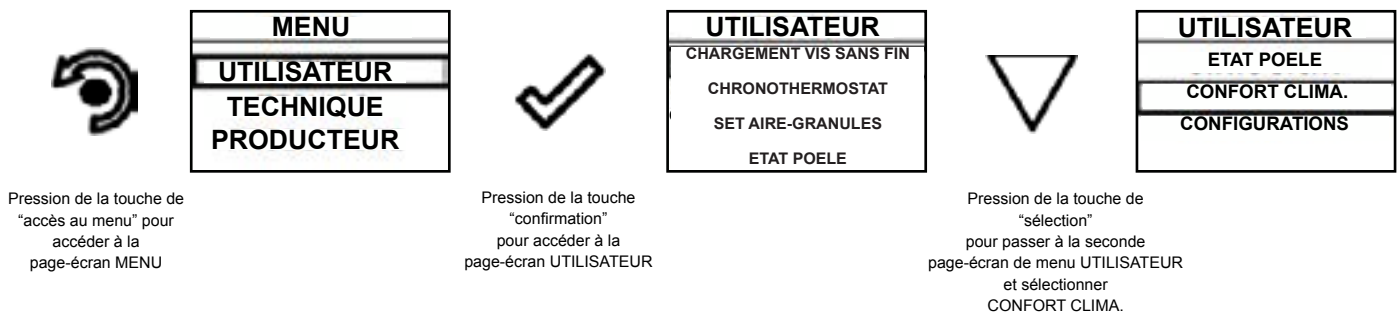 MENU
UTILISATEUR
TECHNIQUE
PRODUCTEUR
UTILISATEUR
CHARGEMENT VIS SANS FIN
CHRONOTHERMOSTAT
SET AIRE-GRANULES
ETAT POELE
UTILISATEUR
ETAT POELE
CONFORT CLIMA.
CONFIGURATIONS
Pression de la touche de
“accès au menu” pour
accéder à la
page-écran MENU
Pression de la touche
“confirmation”
pour accéder à la
page-écran UTILISATEUR
Pression de la touche de
“sélection”
pour passer à la seconde
page-écran de menu UTILISATEUR
et sélectionner
CONFORT CLIMA.